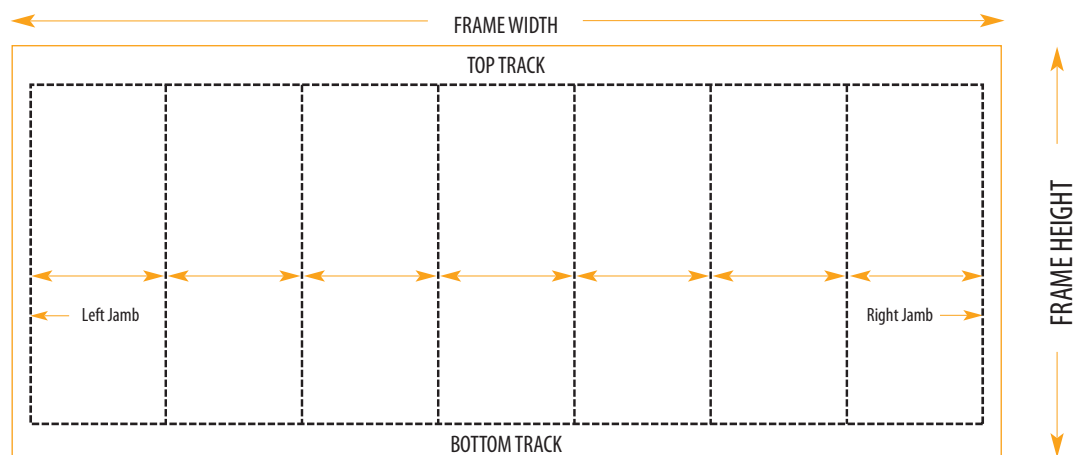 FRAME WIDTH
TOP TRACK
FRAME HEIGHT
Left Jamb
Right Jamb
BOTTOM TRACK